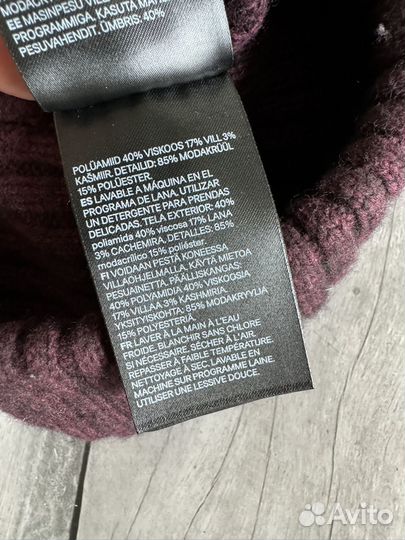 EE MASINPESU VILL
PROGRAMMIGA, KASUTA
PESUVAHENDIT. ÜMBRIS: 40%
POLÜAMIID 40% VISKOOS 17% VILL 3%
KAŠMIIR. DETAILID: 85% MODAKRÜÜL
15% POLÜESTER.
ES LAVABLE A MÁQUINA EN EL
PROGRAMA DE LANA. UTILIZAR
UN DETERGENTE PARA PRENDAS
DELICADAS. TELA EXTERIOR: 40%
poliamida 40% viscosa 17% LANA
3% CACHEMIRA, DETALLES: 85%
modacrílico 15% poliéster.
FI VOIDAAN PESTÄ KONEESSA
VILLAOHJELMALLA. KÄYTÄ MIETOA
PESUAINETTA. PÄÄLLISKANGAS:
40% POLYAMIDIA 40% VISKOOSIA
17% VILLAA 3% KASHMIRIA.
YKSITYISKOHTA: 85% MODAKRYYLIA
15% POLYESTERIÄ.
FR LAVER À LA MAIN À L'EAU
FROIDE. BLANCHIR SANS CHLORE
SI NÉCESSAIRE. SÉCHER À L'AIR.
REPASSER À FAIBLE TEMPÉRATURE.
NETTOYAGE À SEC. LAVABLE EN
MACHINE SUR PROGRAMME LAINE.
UTILISER UNE LESSIVE DOUCE.
Avito